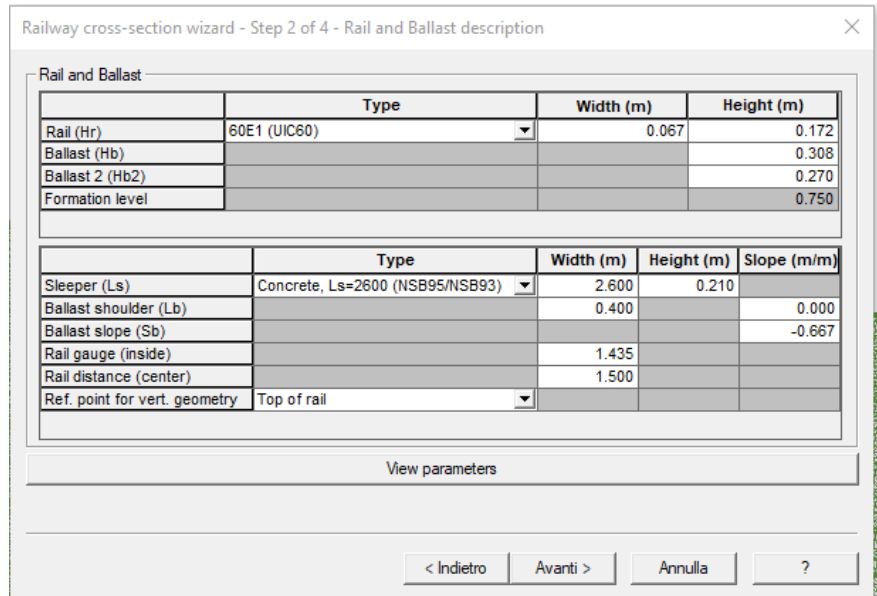 Railway cross-section wizard - Step 2 of 4 - Rail and Ballast description
Rail and Ballast
Type Width (m) Height (m)
Rail (Hr) 60E1 (UIC60) 0.067 0.172
Ballast (Hb) 0.308
Ballast 2 (Hb2) 0.270
Formation level 0.750
Type Width (m) Height (m) Slope (m/m)
Sleeper (Ls) Concrete, Ls=2600 (NSB95/NSB93) 2.600 0.210
Ballast shoulder (Lb) 0.400 0.000
Ballast slope (Sb) -0.667
Rail gauge (inside) 1.435
Rail distance (center) 1.500
Ref. point for vert. geometry Top of rail
View parameters
< Indietro Avanti > Annulla ?